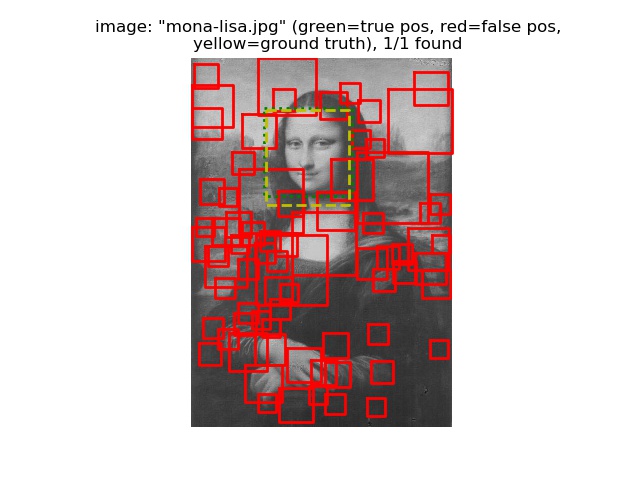 image: "mona-lisa.jpg" (green=true pos, red=false pos,
yellow=ground truth), 1/1 found